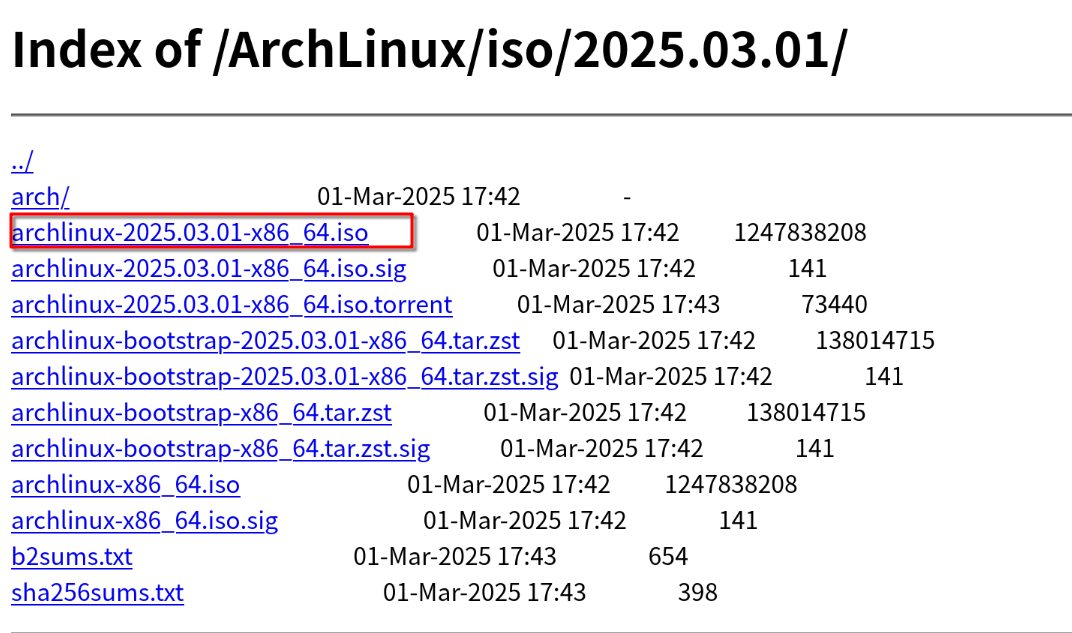 Index of /ArchLinux/iso/2025.03.01/
../
arch/ 01-Mar-2025 17:42 -
archlinux-2025.03.01-x86_64.iso 01-Mar-2025 17:42 1247838208
archlinux-2025.03.01-x86_64.iso.sig 01-Mar-2025 17:42 141
archlinux-2025.03.01-x86_64.iso.torrent 01-Mar-2025 17:43 73440
archlinux-bootstrap-2025.03.01-x86_64.tar.zst 01-Mar-2025 17:42 138014715
archlinux-bootstrap-2025.03.01-x86_64.tar.zst.sig 01-Mar-2025 17:42 141
archlinux-bootstrap-x86_64.tar.zst 01-Mar-2025 17:42 138014715
archlinux-bootstrap-x86_64.tar.zst.sig 01-Mar-2025 17:42 141
archlinux-x86_64.iso 01-Mar-2025 17:42 1247838208
archlinux-x86_64.iso.sig 01-Mar-2025 17:42 141
b2sums.txt 01-Mar-2025 17:43 654
sha256sums.txt 01-Mar-2025 17:43 398